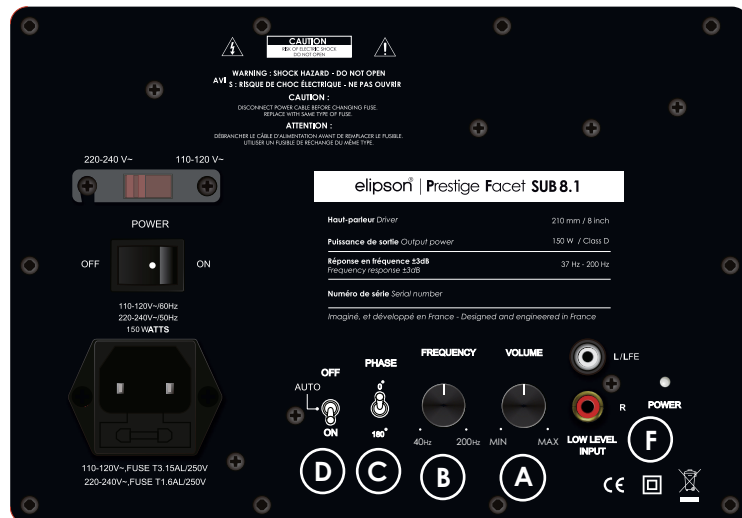 CAUTION
RISK OF ELECTRIC SHOCK
DO NOT OPEN
WARNING : SHOCK HAZARD - DO NOT OPEN
AVI S : RISQUE DE CHOC ÉLECTRIQUE - NE PAS OUVRIR
CAUTION :
DISCONNECT POWER CABLE BEFORE CHANGING FUSE.
REPLACE WITH SAME TYPE OF FUSE.
ATTENTION :
DÉBRANCHER LE CÂBLE D'ALIMENTATION AVANT DE REMPLACER LE FUSIBLE.
UTILISER UN FUSIBLE DE RECHANGE DU MÊME TYPE.
220-240 V~ 110-120 V~
POWER
OFF ON
110-120V~/60Hz
220-240V~/50Hz
150 WATTS
110-120V~,FUSE T3.15AL/250V
220-240V~,FUSE T1.6AL/250V
elipson® | Prestige Facet SUB 8.1
Haut-parleur Driver 210 mm / 8 inch
Puissance de sortie Output power 150 W / Class D
Réponse en fréquence ±3dB
Frequency response ±3dB 37 Hz - 200 Hz
Numéro de série Serial number
Imaginé, et développé en France - Designed and engineered in France
OFF
AUTO
ON
D
PHASE
0°
180°
C
FREQUENCY
40Hz 200Hz
B
VOLUME
MIN MAX
A
L/LFE
R
LOW LEVEL
INPUT
POWER
F
CE